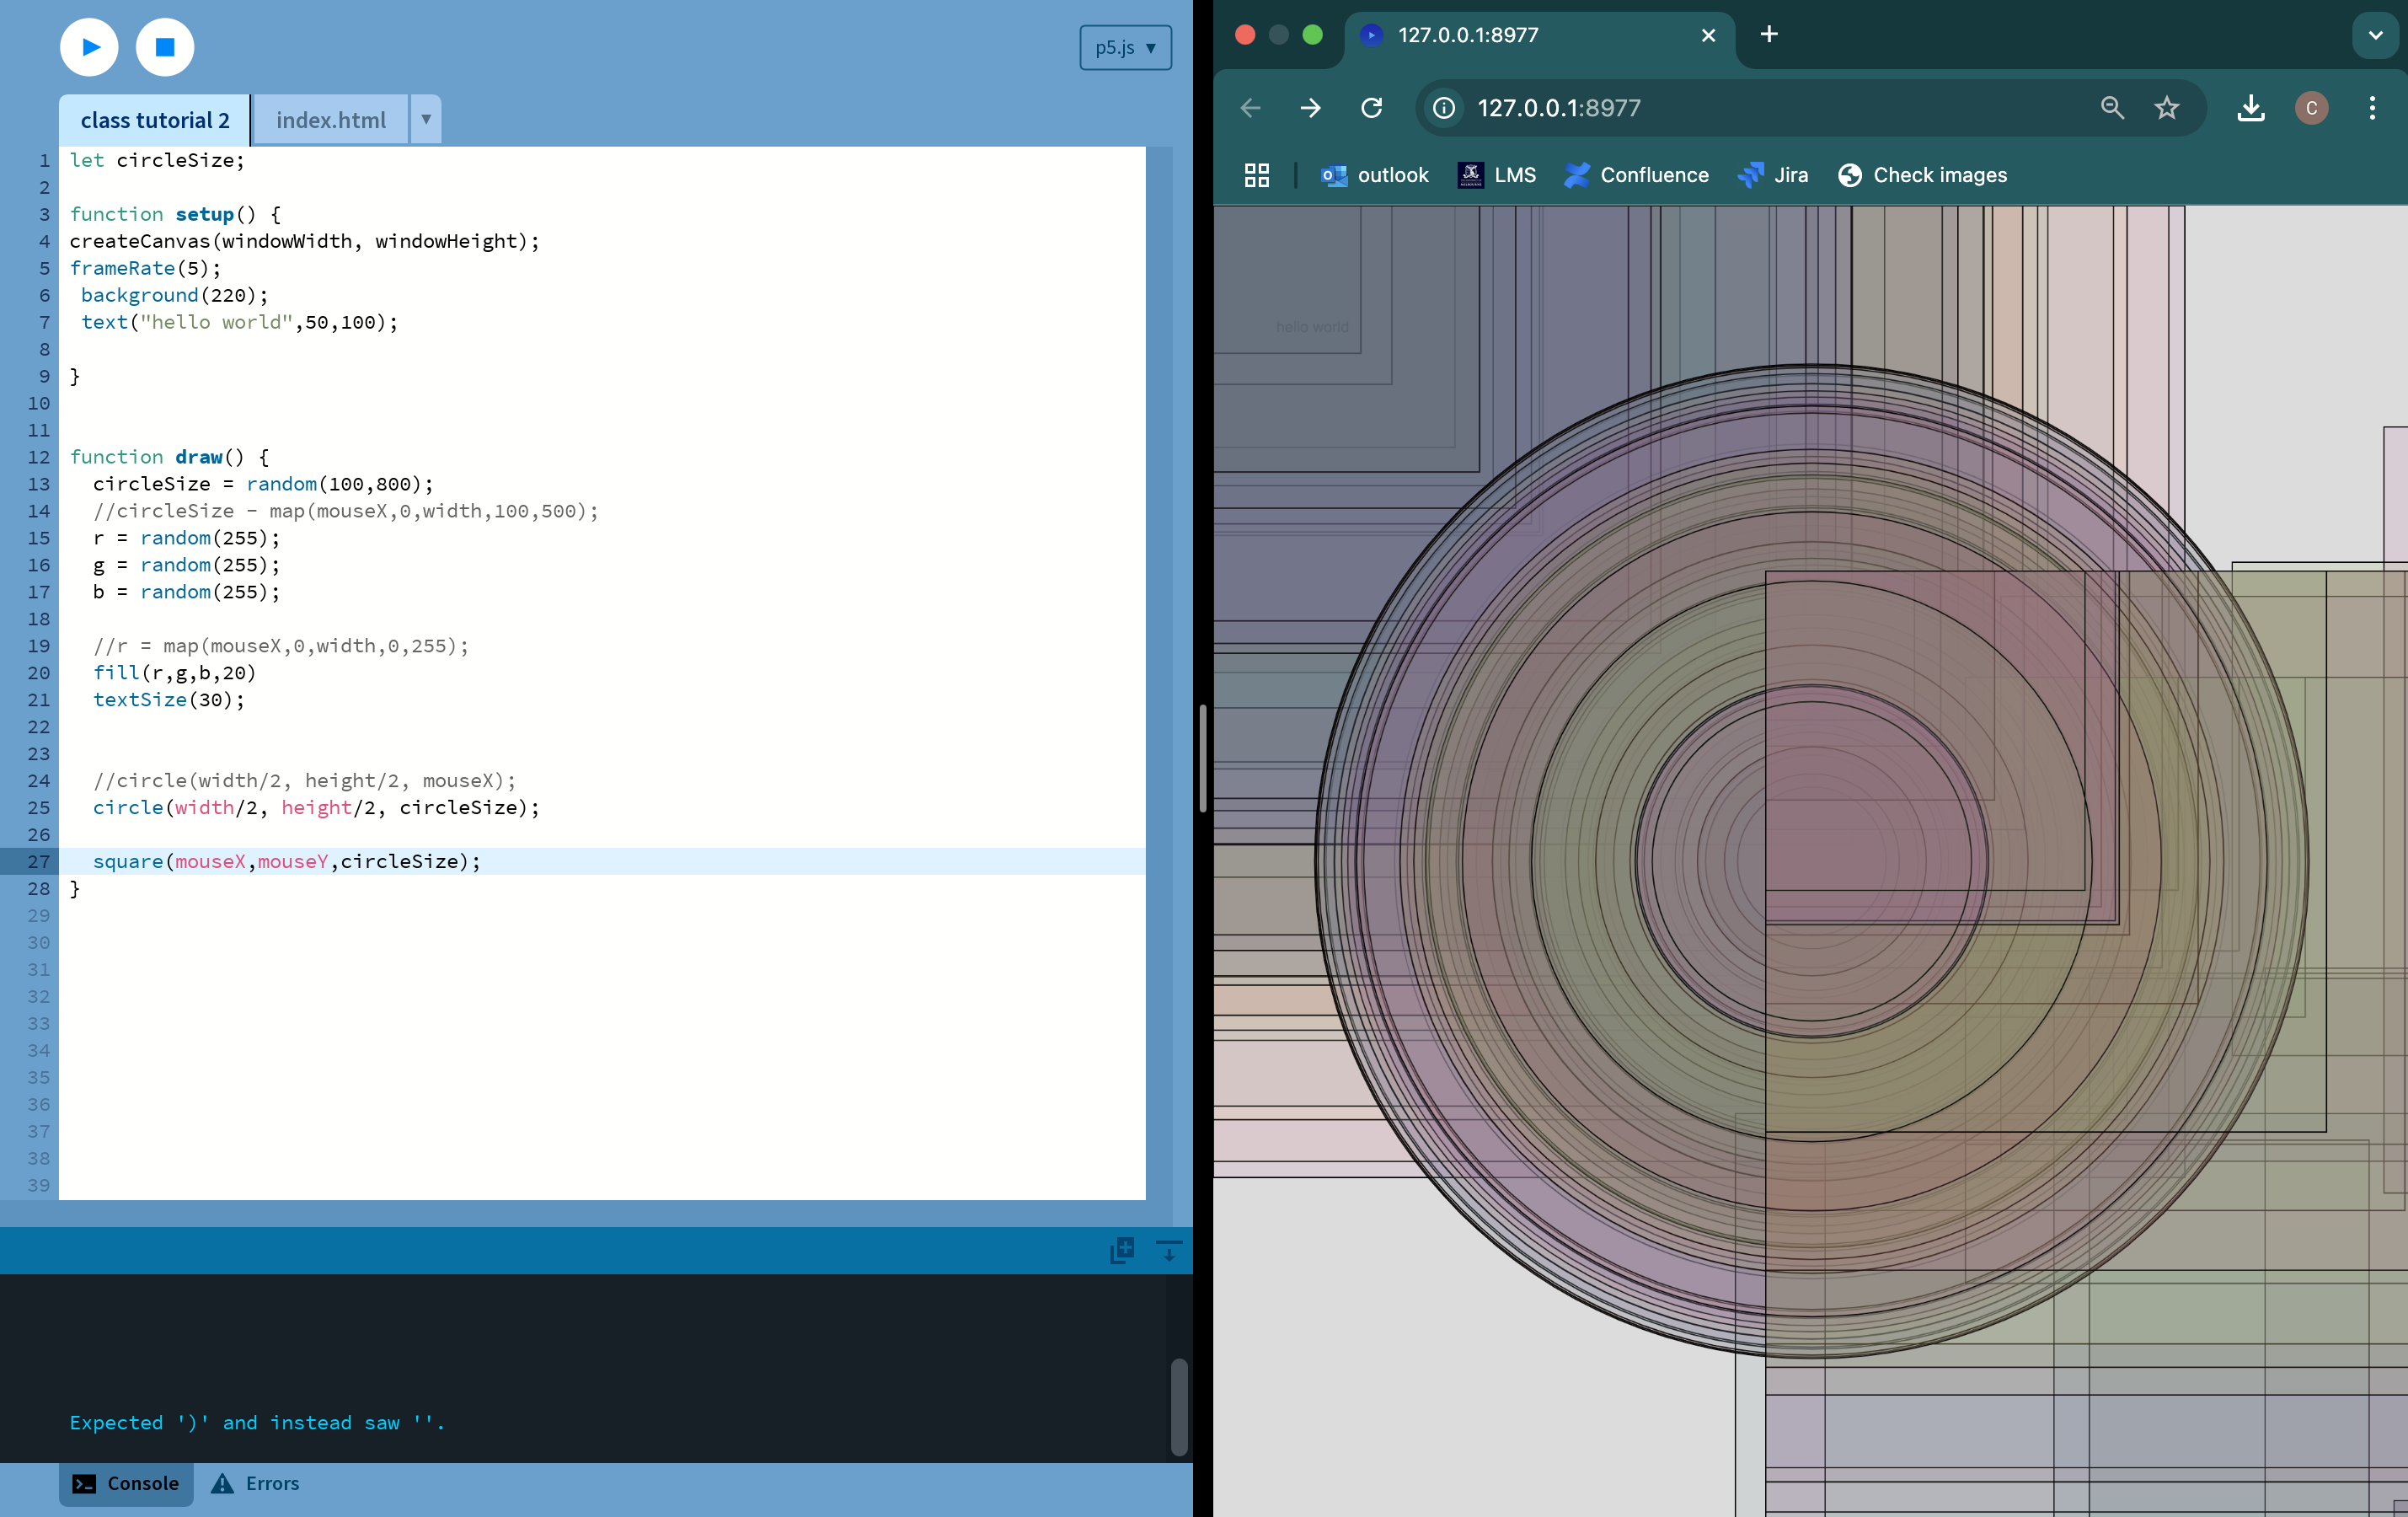 p5.js ▼
class tutorial 2
index.html
▼
1 let circleSize;
2
3 function setup() {
4 createCanvas(windowWidth, windowHeight);
5 frameRate(5);
6  background(220);
7  text("hello world",50,100);
8
9 }
10
11
12 function draw() {
13   circleSize = random(100,800);
14   //circleSize - map(mouseX,0,width,100,500);
15   r = random(255);
16   g = random(255);
17   b = random(255);
18
19   //r = map(mouseX,0,width,0,255);
20   fill(r,g,b,20)
21   textSize(30);
22
23
24   //circle(width/2, height/2, mouseX);
25   circle(width/2, height/2, circleSize);
26
27   square(mouseX,mouseY,circleSize);
28 }
29
30
31
32
33
34
35
36
37
38
39
Expected ')' and instead saw ''.
Console
Errors
127.0.0.1:8977
127.0.0.1:8977
C
outlook
LMS
Confluence
Jira
Check images
hello world